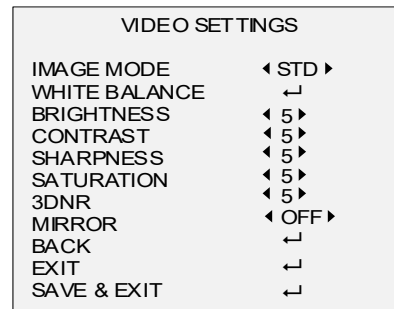 VIDEO SETTINGS
IMAGE MODE ◀ STD ▶
WHITE BALANCE ↵
BRIGHTNESS ◀ 5 ▶
CONTRAST ◀ 5 ▶
SHARPNESS ◀ 5 ▶
SATURATION ◀ 5 ▶
3DNR ◀ 5 ▶
MIRROR ◀ OFF ▶
BACK ↵
EXIT ↵
SAVE & EXIT ↵